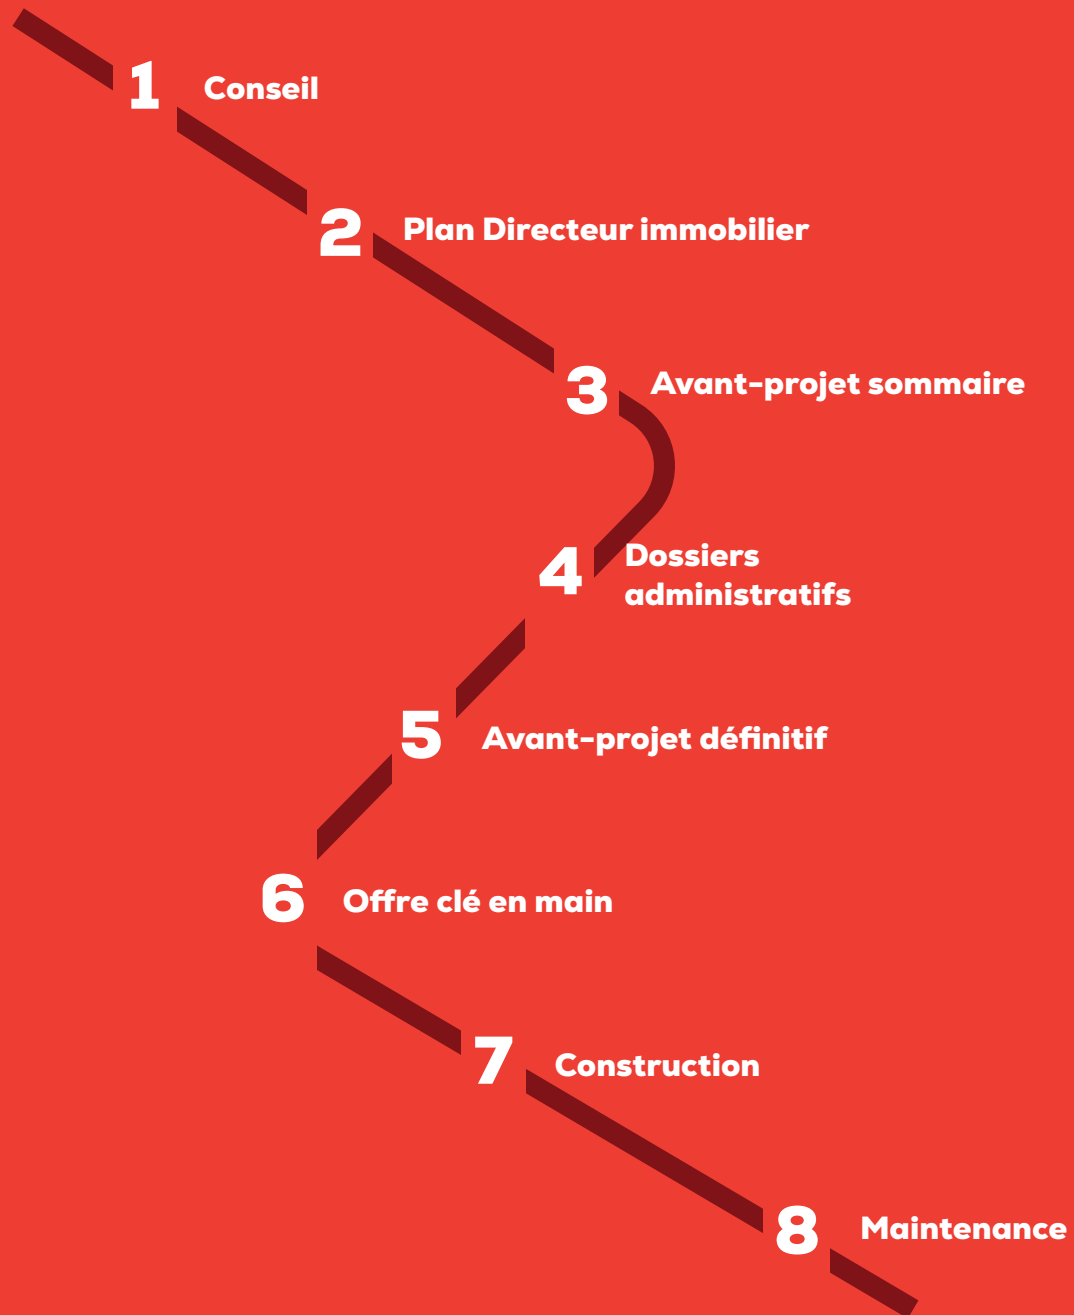 1 Conseil
2 Plan Directeur immobilier
3 Avant-projet sommaire
4 Dossiers
administratifs
5 Avant-projet définitif
6 Offre clé en main
7 Construction
8 Maintenance